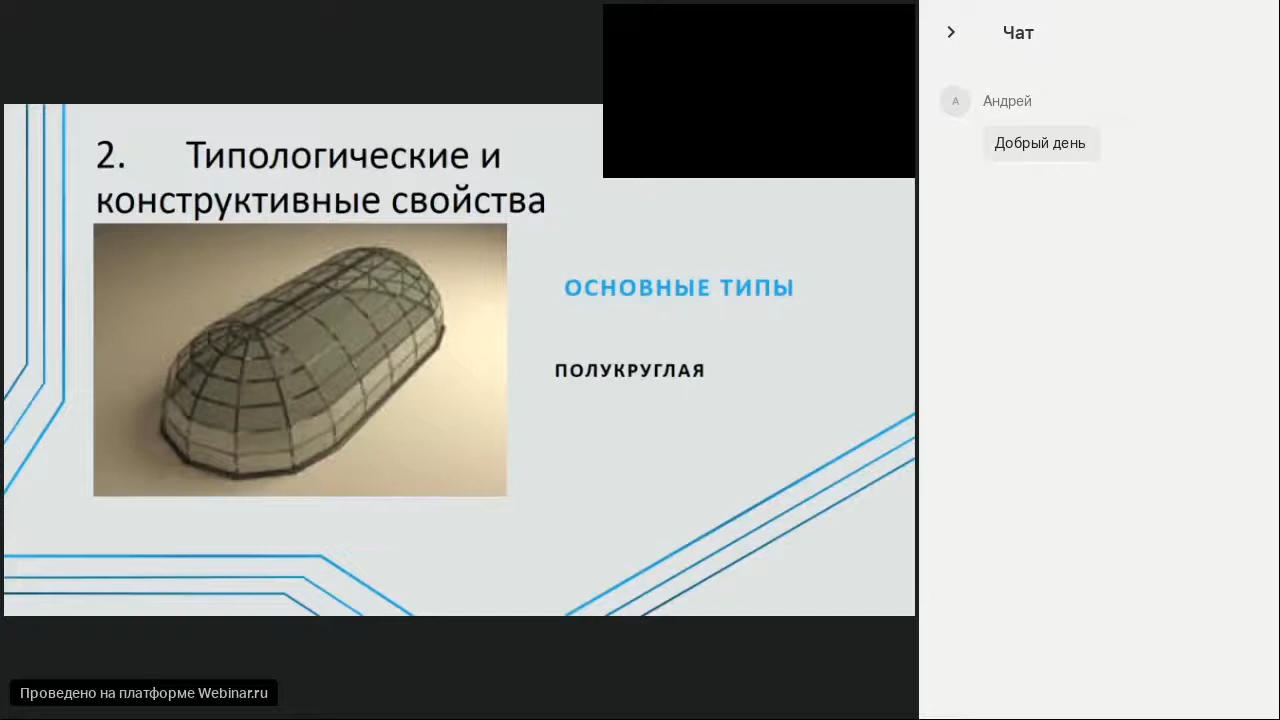 2. Типологические и
конструктивные свойства
ОСНОВНЫЕ ТИПЫ
ПОЛУКРУГЛАЯ
Проведено на платформе Webinar.ru
Чат
А
Андрей
Добрый день